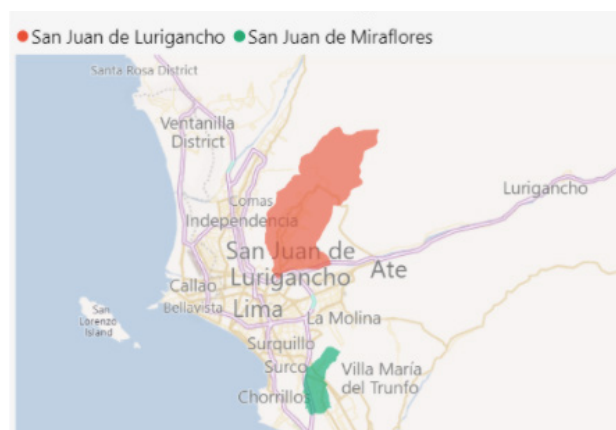 San Juan de Lurigancho San Juan de Miraflores
Santa Rosa District
Ventanilla
District
Lurigancho
Comas
Independencia
San Juan de
Lurigancho
Ate
Callao
Bellavista
Lima
San
Lorenzo
Island
La Molina
Surquillo
Surco
Villa María
del Trunfo
Chorrillos